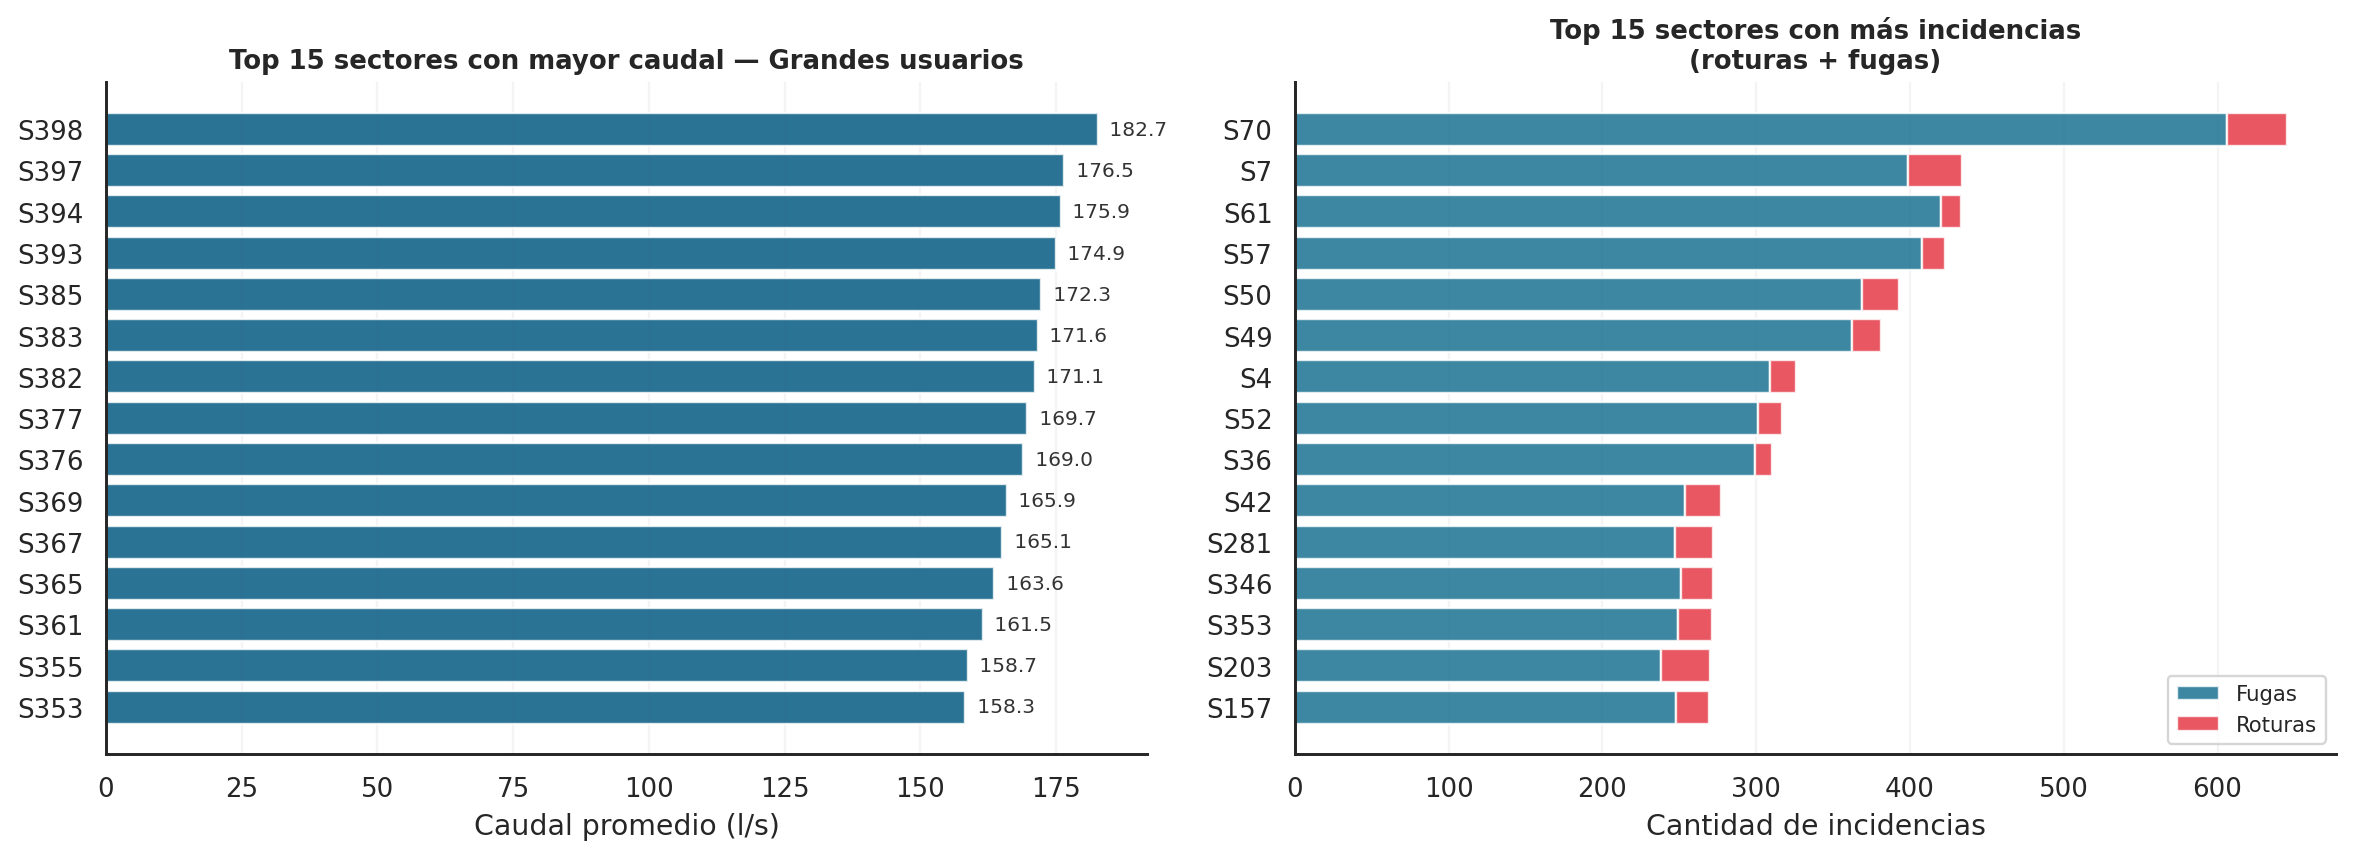 Top 15 sectores con mayor caudal — Grandes usuarios
S398 182.7
S397 176.5
S394 175.9
S393 174.9
S385 172.3
S383 171.6
S382 171.1
S377 169.7
S376 169.0
S369 165.9
S367 165.1
S365 163.6
S361 161.5
S355 158.7
S353 158.3
0 25 50 75 100 125 150 175
Caudal promedio (l/s)
Top 15 sectores con más incidencias
(roturas + fugas)
S70
S7
S61
S57
S50
S49
S4
S52
S36
S42
S281
S346
S353
S203
S157
Fugas
Roturas
0 100 200 300 400 500 600
Cantidad de incidencias